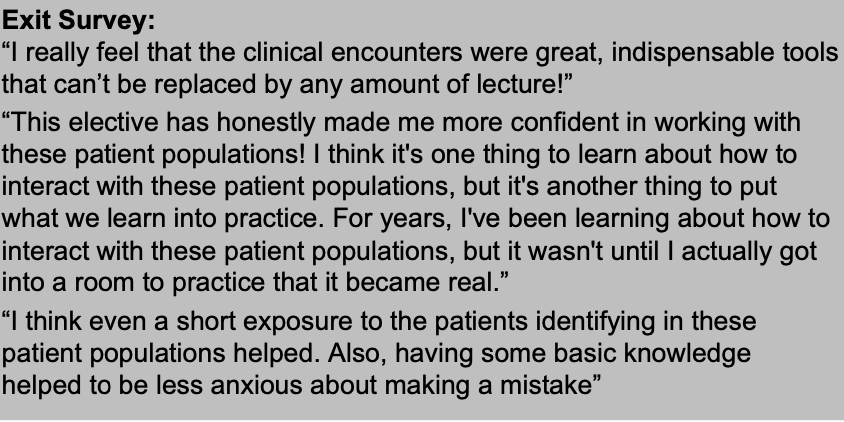 Exit Survey:
“I really feel that the clinical encounters were great, indispensable tools
that can’t be replaced by any amount of lecture!”
“This elective has honestly made me more confident in working with
these patient populations! I think it's one thing to learn about how to
interact with these patient populations, but it's another thing to put
what we learn into practice. For years, I've been learning about how to
interact with these patient populations, but it wasn't until I actually got
into a room to practice that it became real.”
“I think even a short exposure to the patients identifying in these
patient populations helped. Also, having some basic knowledge
helped to be less anxious about making a mistake”